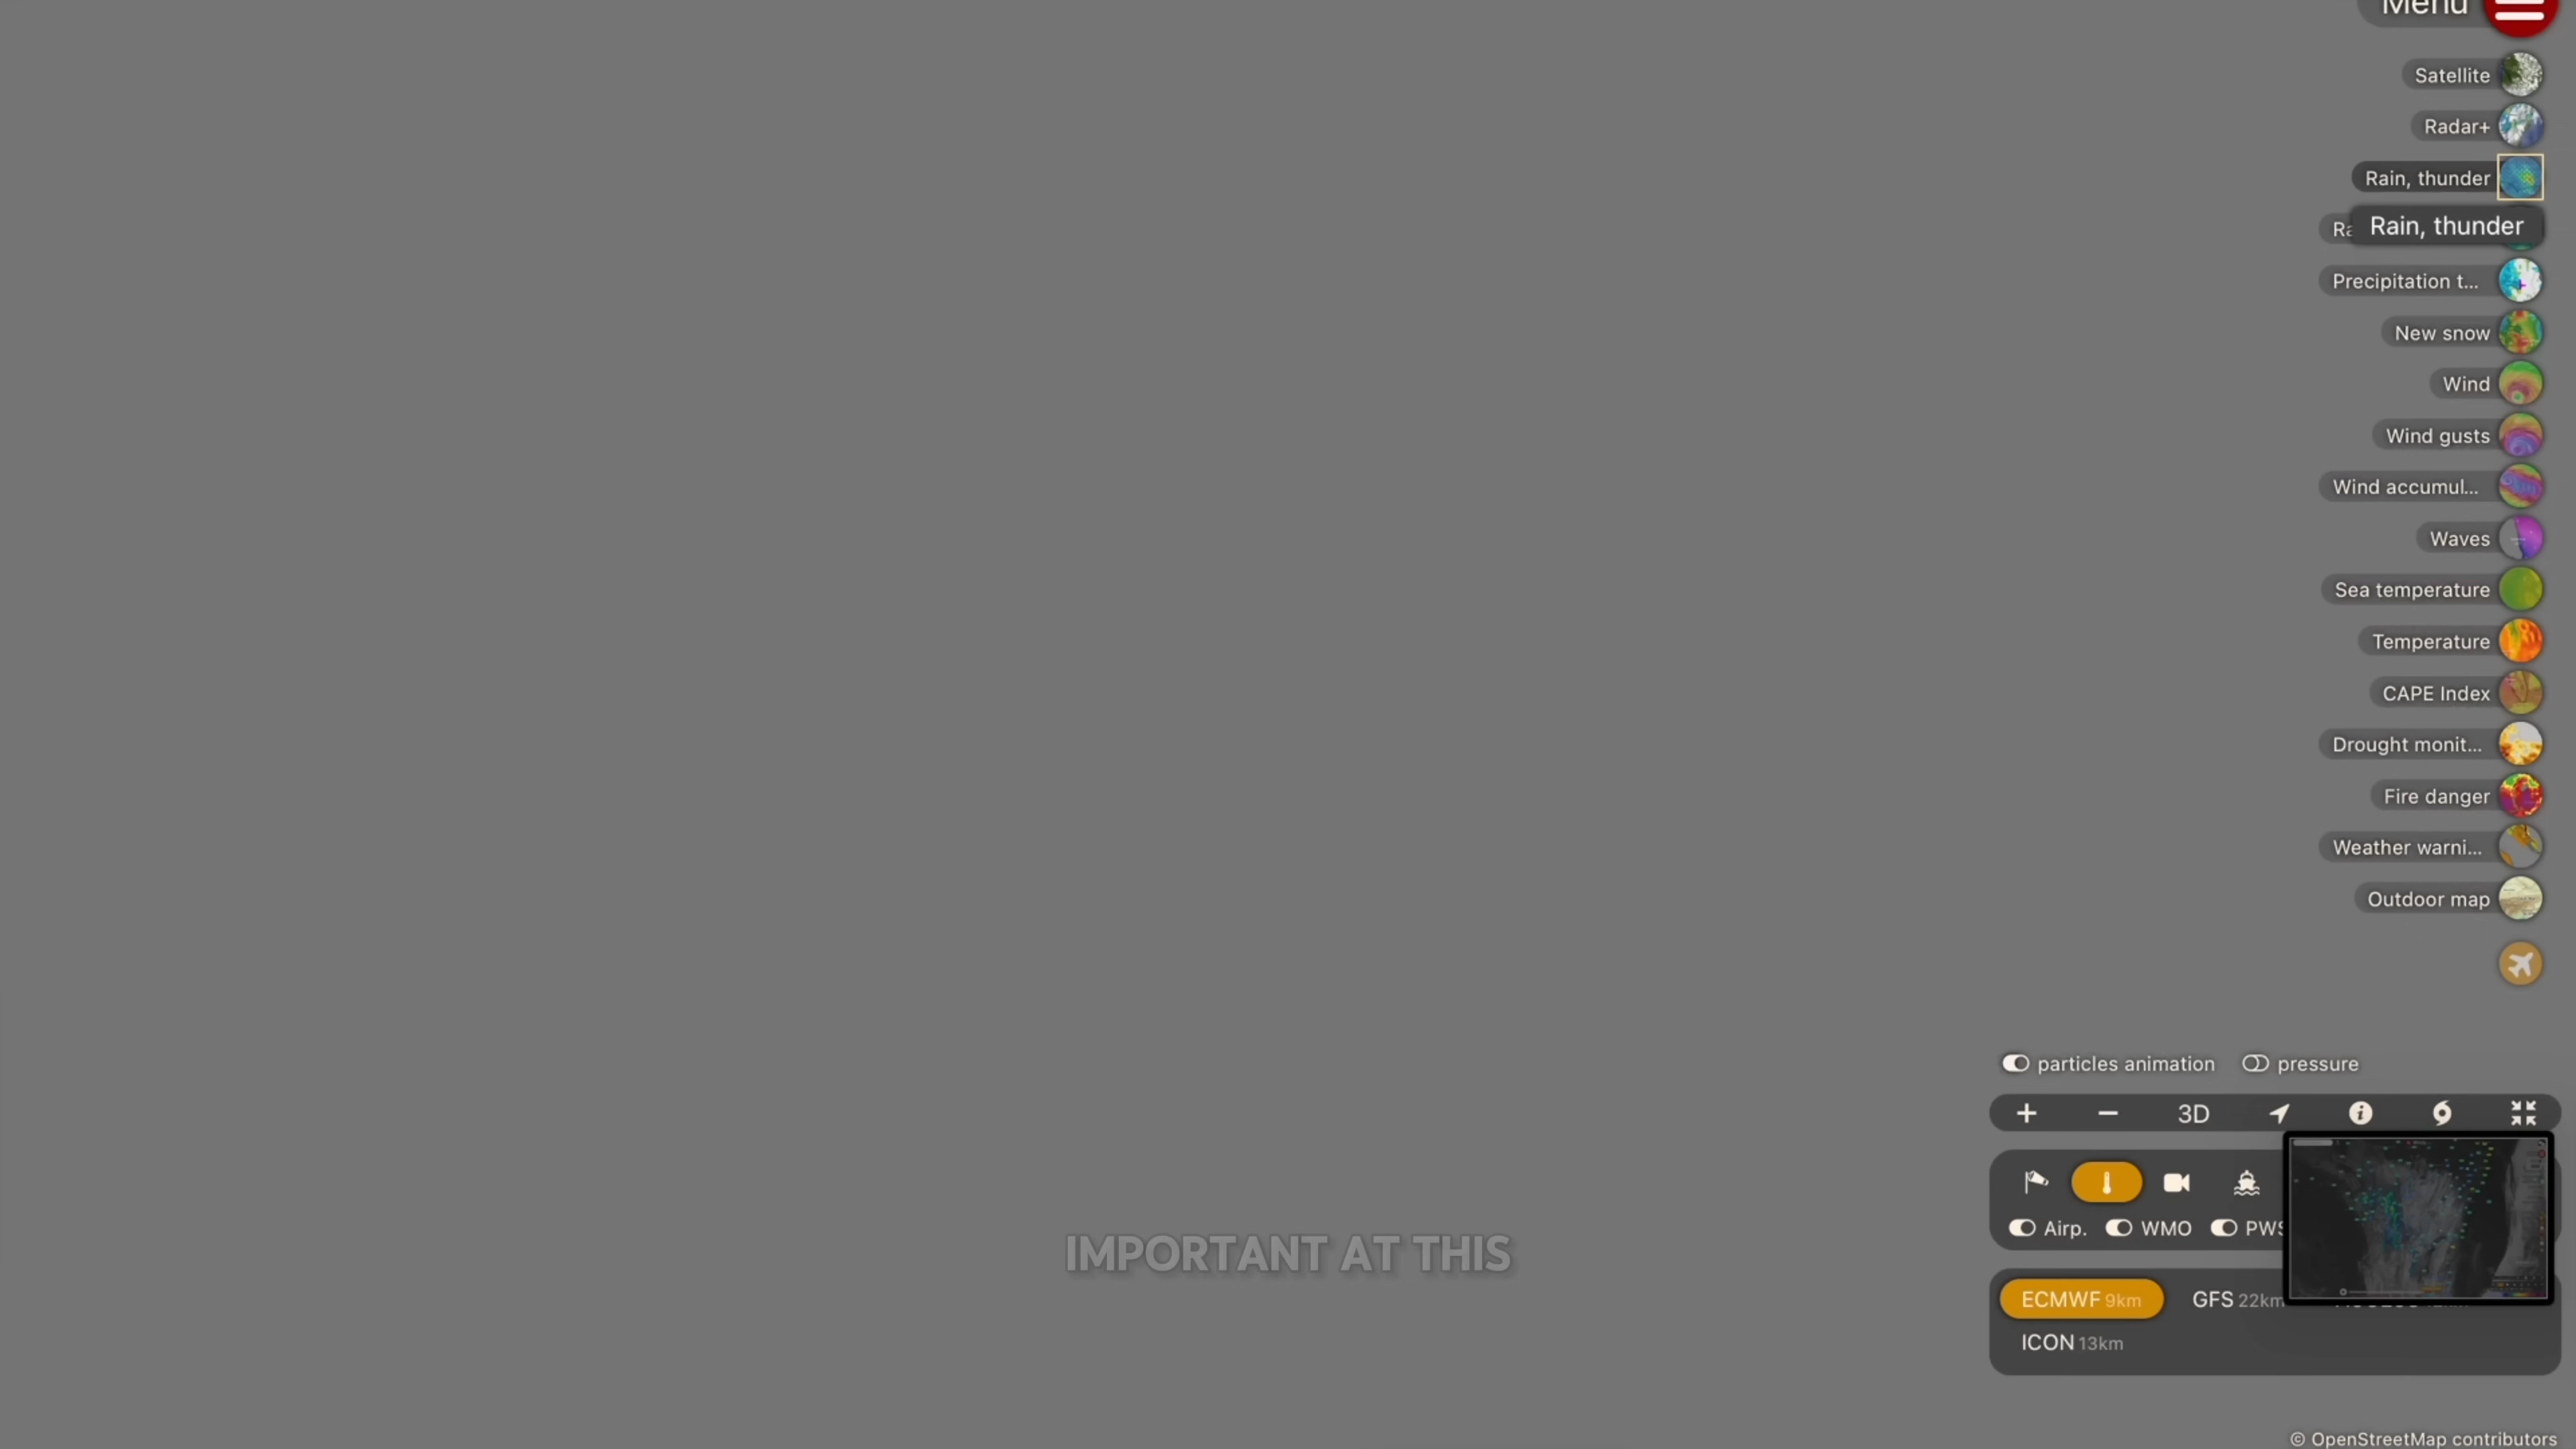 Menu
Satellite
Radar+
Rain, thunder
Rain, thunder
Precipitation t...
New snow
Wind
Wind gusts
Wind accumul...
Waves
Sea temperature
Temperature
CAPE Index
Drought monit...
Fire danger
Weather warni...
Outdoor map
particles animation pressure
+ − 3D
Airp. WMO PWS
IMPORTANT AT THIS
ECMWF 9km GFS 22km
ICON 13km
© OpenStreetMap contributors